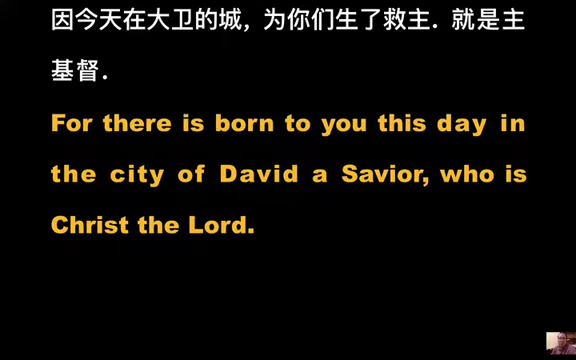 因今天在大卫的城, 为你们生了救主. 就是主
基督.
For there is born to you this day in
the city of David a Savior, who is
Christ the Lord.